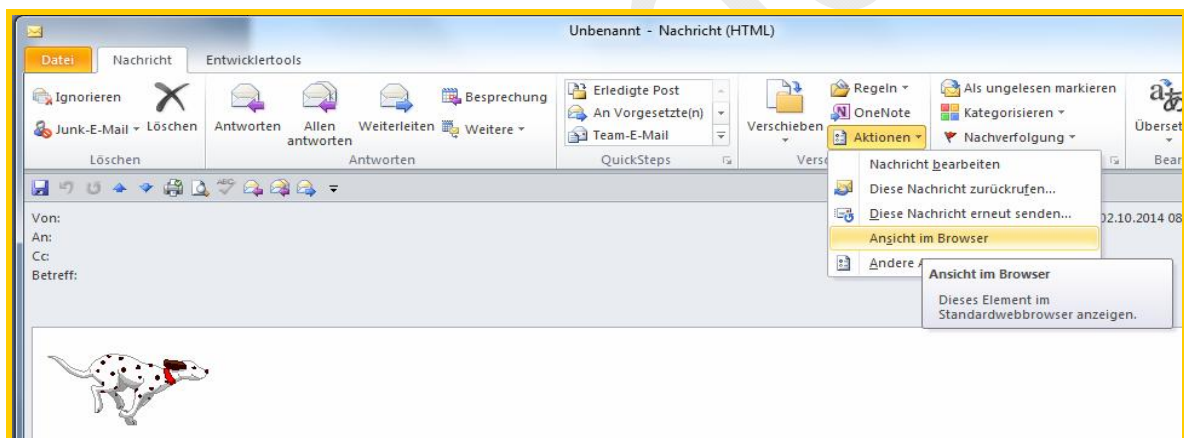 Unbenannt - Nachricht (HTML)
Datei Nachricht Entwicklertools
Ignorieren
Junk-E-Mail
Löschen
Löschen
Antworten
Allen
antworten
Weiterleiten
Besprechung
Weitere
Antworten
Erledigte Post
An Vorgesetzte(n)
Team-E-Mail
QuickSteps
Verschieben
Regeln
OneNote
Aktionen
Als ungelesen markieren
Kategorisieren
Nachverfolgung
Nachricht bearbeiten
Diese Nachricht zurückrufen...
Diese Nachricht erneut senden...
Ansicht im Browser
Andere
Ansicht im Browser
Dieses Element im
Standardwebbrowser anzeigen.
Von:
An:
Cc:
Betreff:
02.10.2014 08